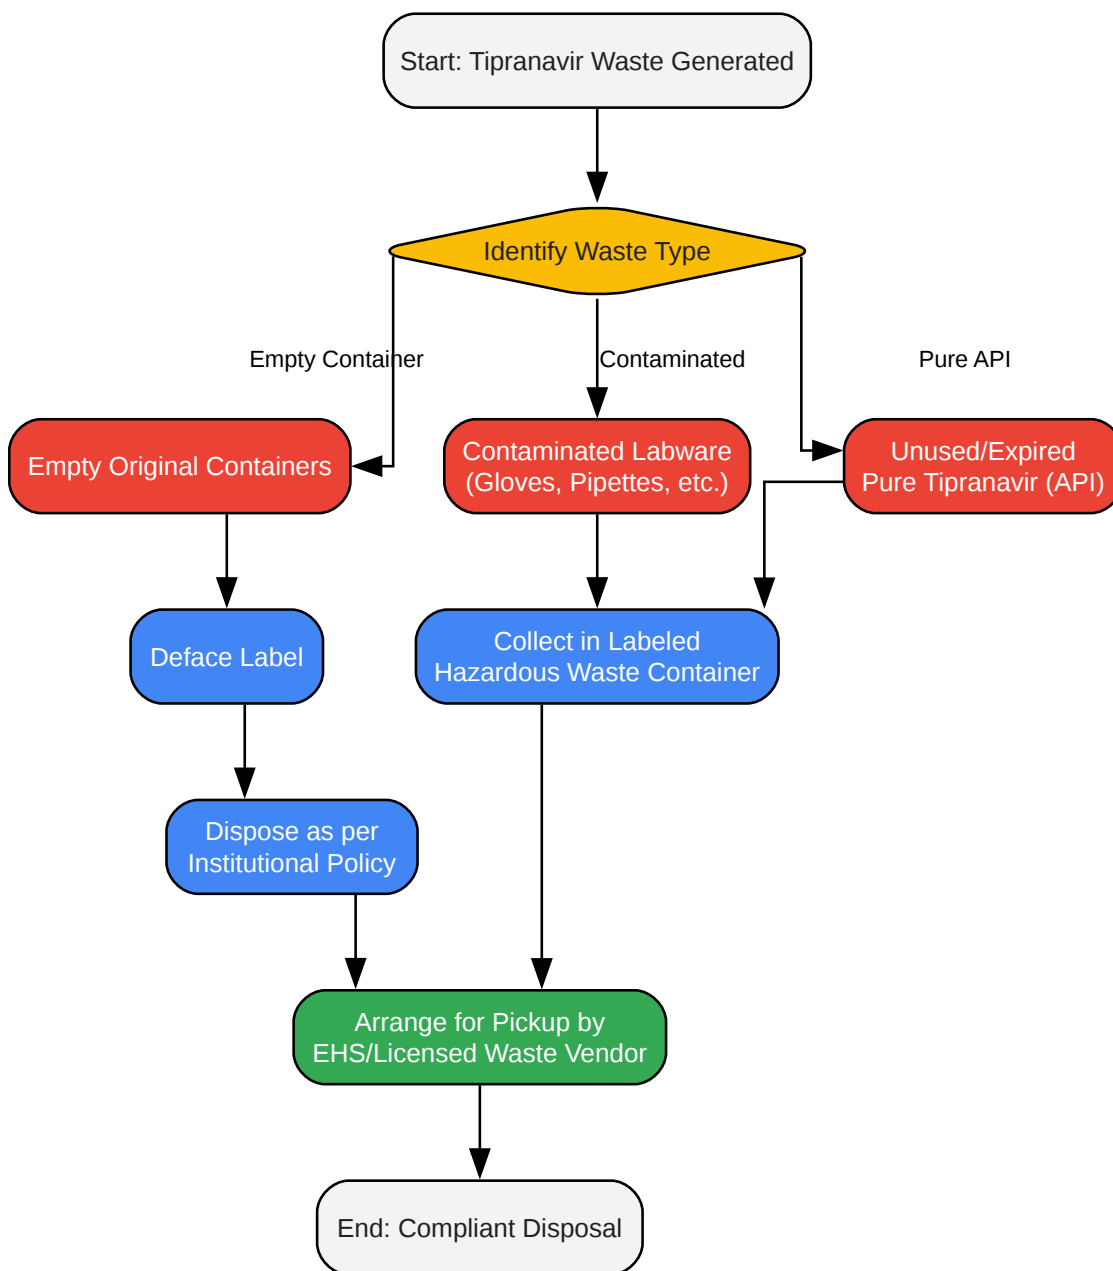 Start: Tipranavir Waste Generated
Identify Waste Type
Empty Container
Contaminated
Pure API
Empty Original Containers
Contaminated Labware
(Gloves, Pipettes, etc.)
Unused/Expired
Pure Tipranavir (API)
Deface Label
Collect in Labeled
Hazardous Waste Container
Dispose as per
Institutional Policy
Arrange for Pickup by
EHS/Licensed Waste Vendor
End: Compliant Disposal